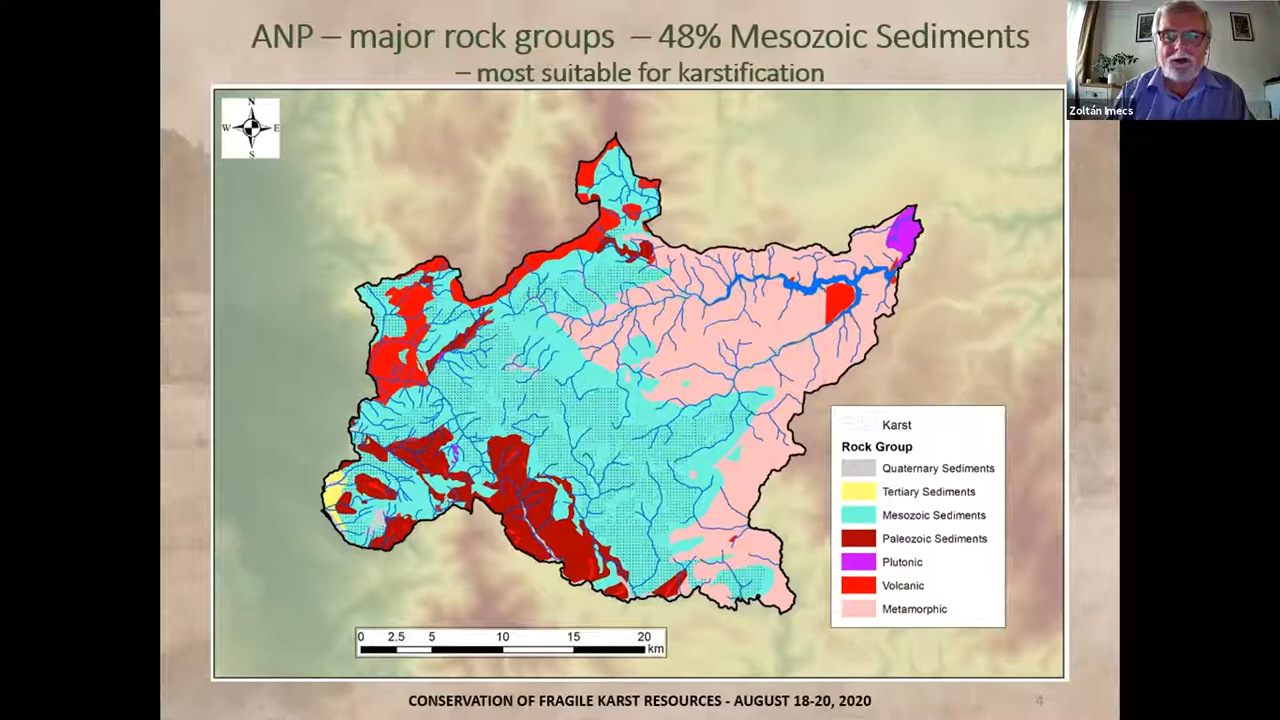 ANP – major rock groups – 48% Mesozoic Sediments
– most suitable for karstification
Zoltán Imecs
N
W E
S
Karst
Rock Group
Quaternary Sediments
Tertiary Sediments
Mesozoic Sediments
Paleozoic Sediments
Plutonic
Volcanic
Metamorphic
0 2.5 5 10 15 20
km
CONSERVATION OF FRAGILE KARST RESOURCES - AUGUST 18-20, 2020
4